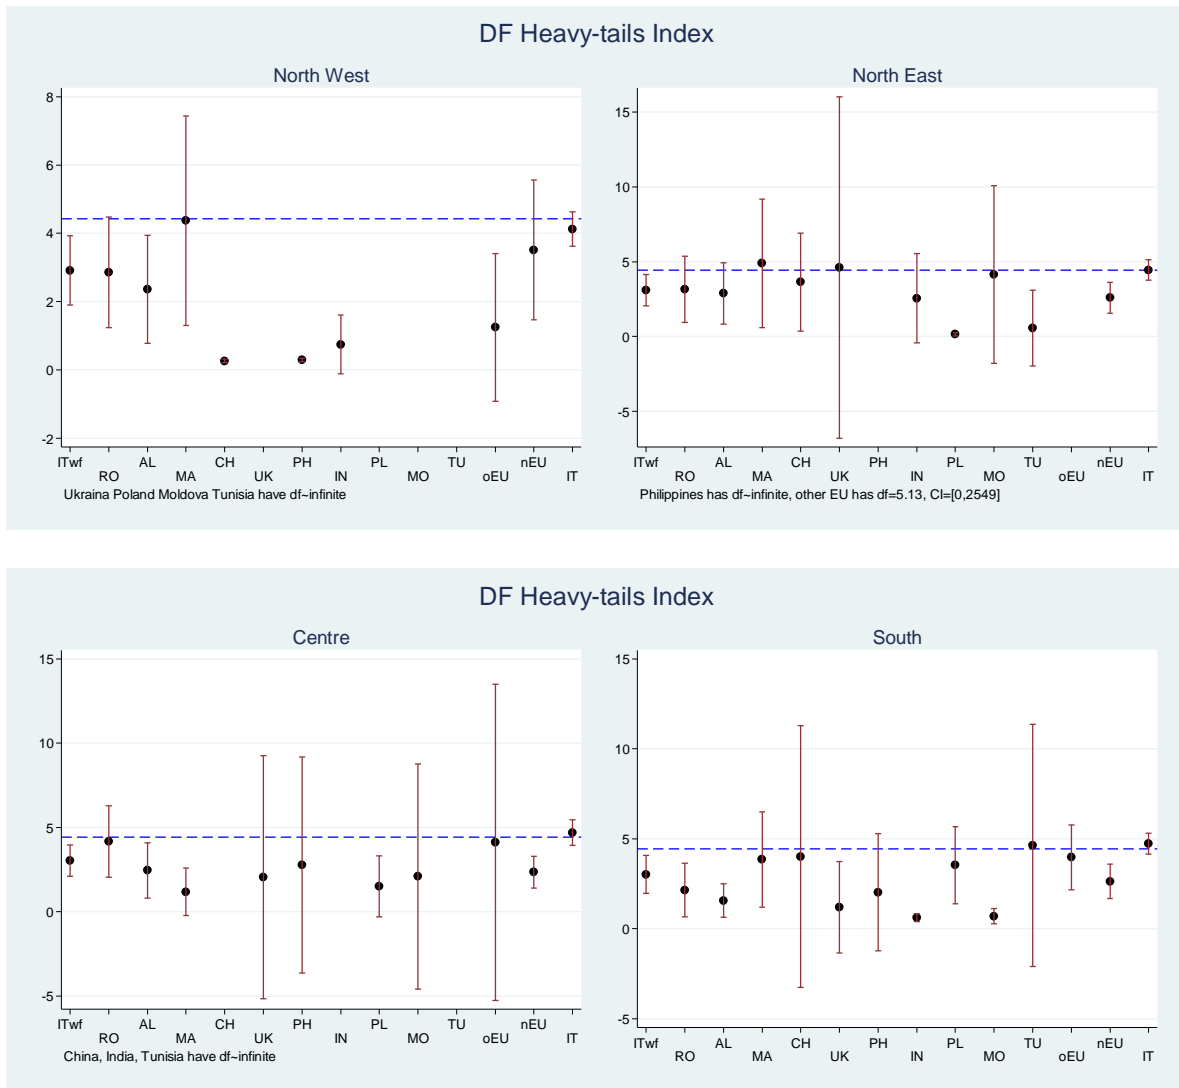 DF Heavy-tails Index
North West
8
6
4
2
0
-2
ITwf RO AL MA CH UK PH IN PL MO TU oEU nEU IT
Ukraina Poland Moldova Tunisia have df~infinite
North East
15
10
5
0
-5
ITwf RO AL MA CH UK PH IN PL MO TU oEU nEU IT
Philippines has df~infinite, other EU has df=5.13, CI=[0,2549]
DF Heavy-tails Index
Centre
15
10
5
0
-5
ITwf RO AL MA CH UK PH IN PL MO TU oEU nEU IT
China, India, Tunisia have df~infinite
South
15
10
5
0
-5
ITwf RO AL MA CH UK PH IN PL MO TU oEU nEU IT